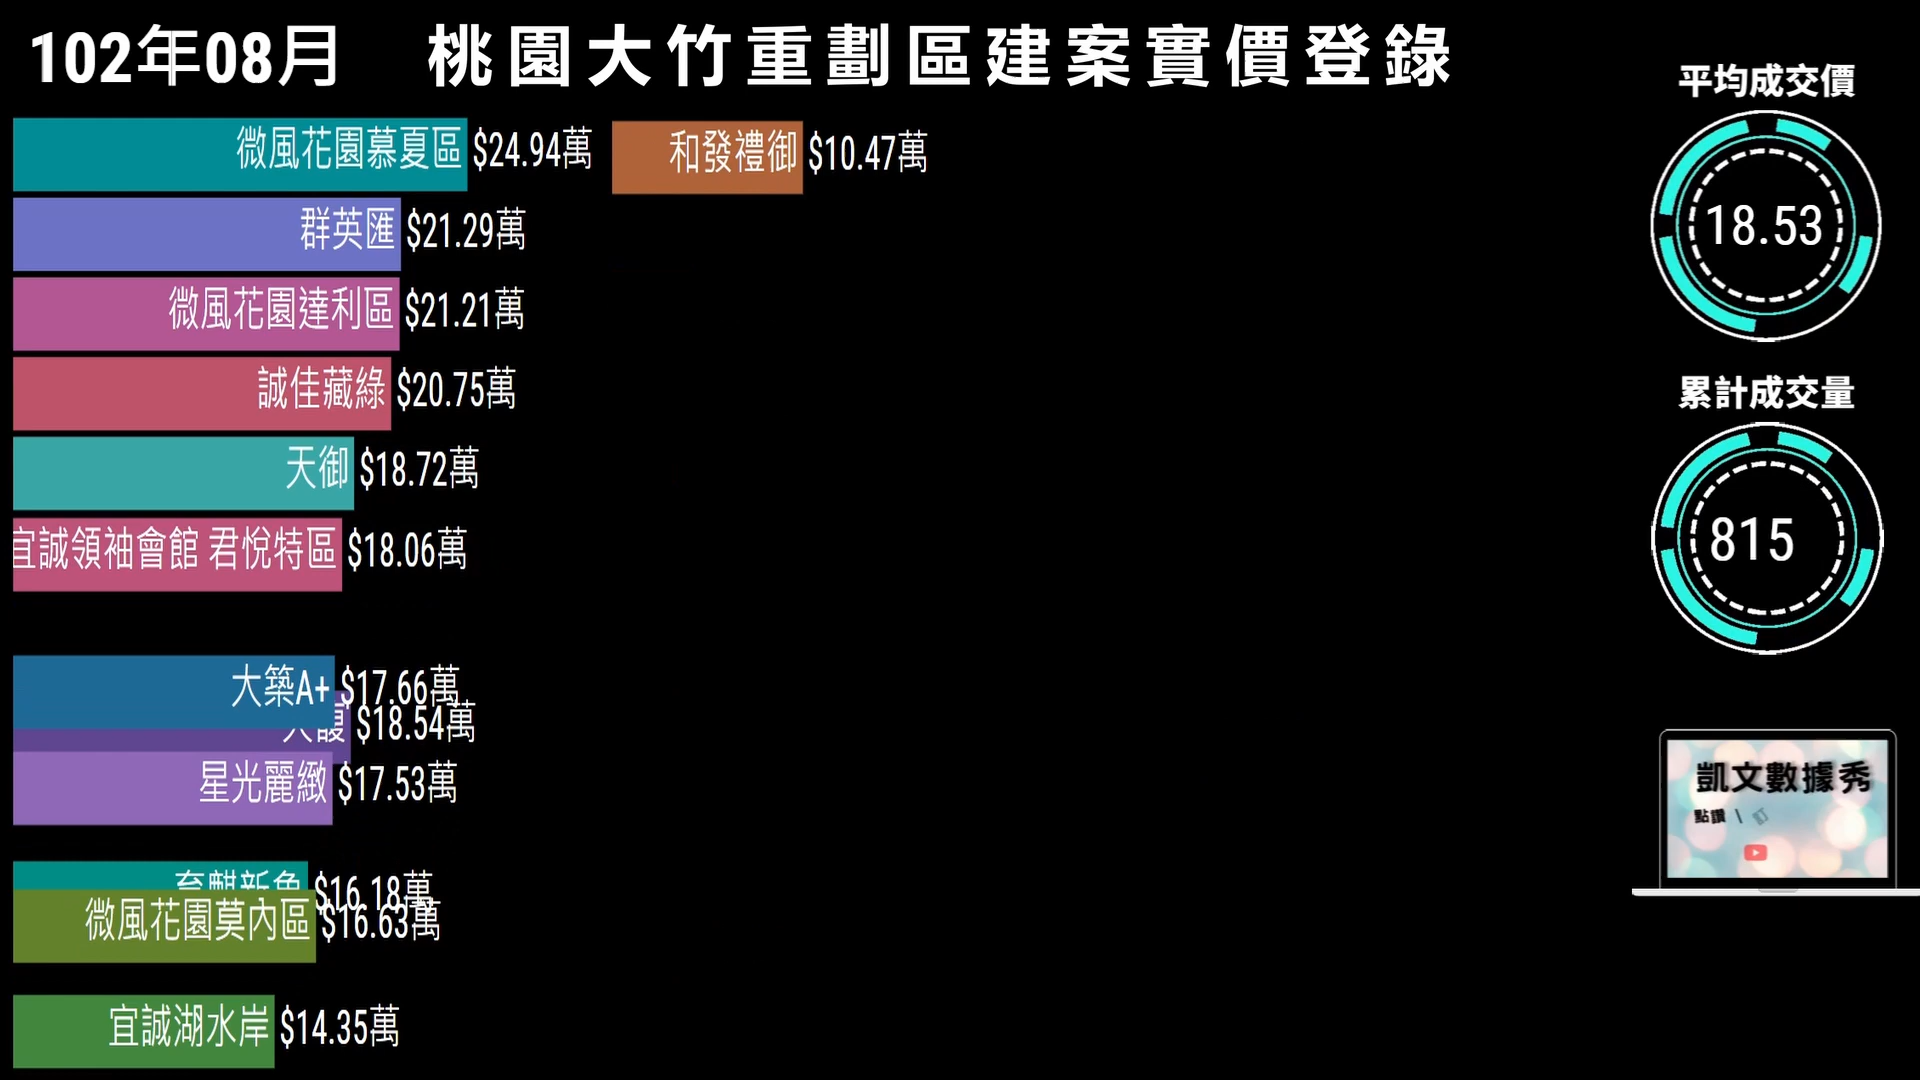 102年08月 桃園大竹重劃區建案實價登錄
微風花園慕夏區 $24.94萬
和發禮御 $10.47萬
群英匯 $21.29萬
微風花園達利區 $21.21萬
誠佳藏綠 $20.75萬
天御 $18.72萬
宜誠領袖會館 君悅特區 $18.06萬
大築A+ $17.66萬
$18.54萬
星光麗緻 $17.53萬
$16.18萬
微風花園莫內區 $16.63萬
宜誠湖水岸 $14.35萬
平均成交價
18.53
累計成交量
815
凱文數據秀
點讚 \